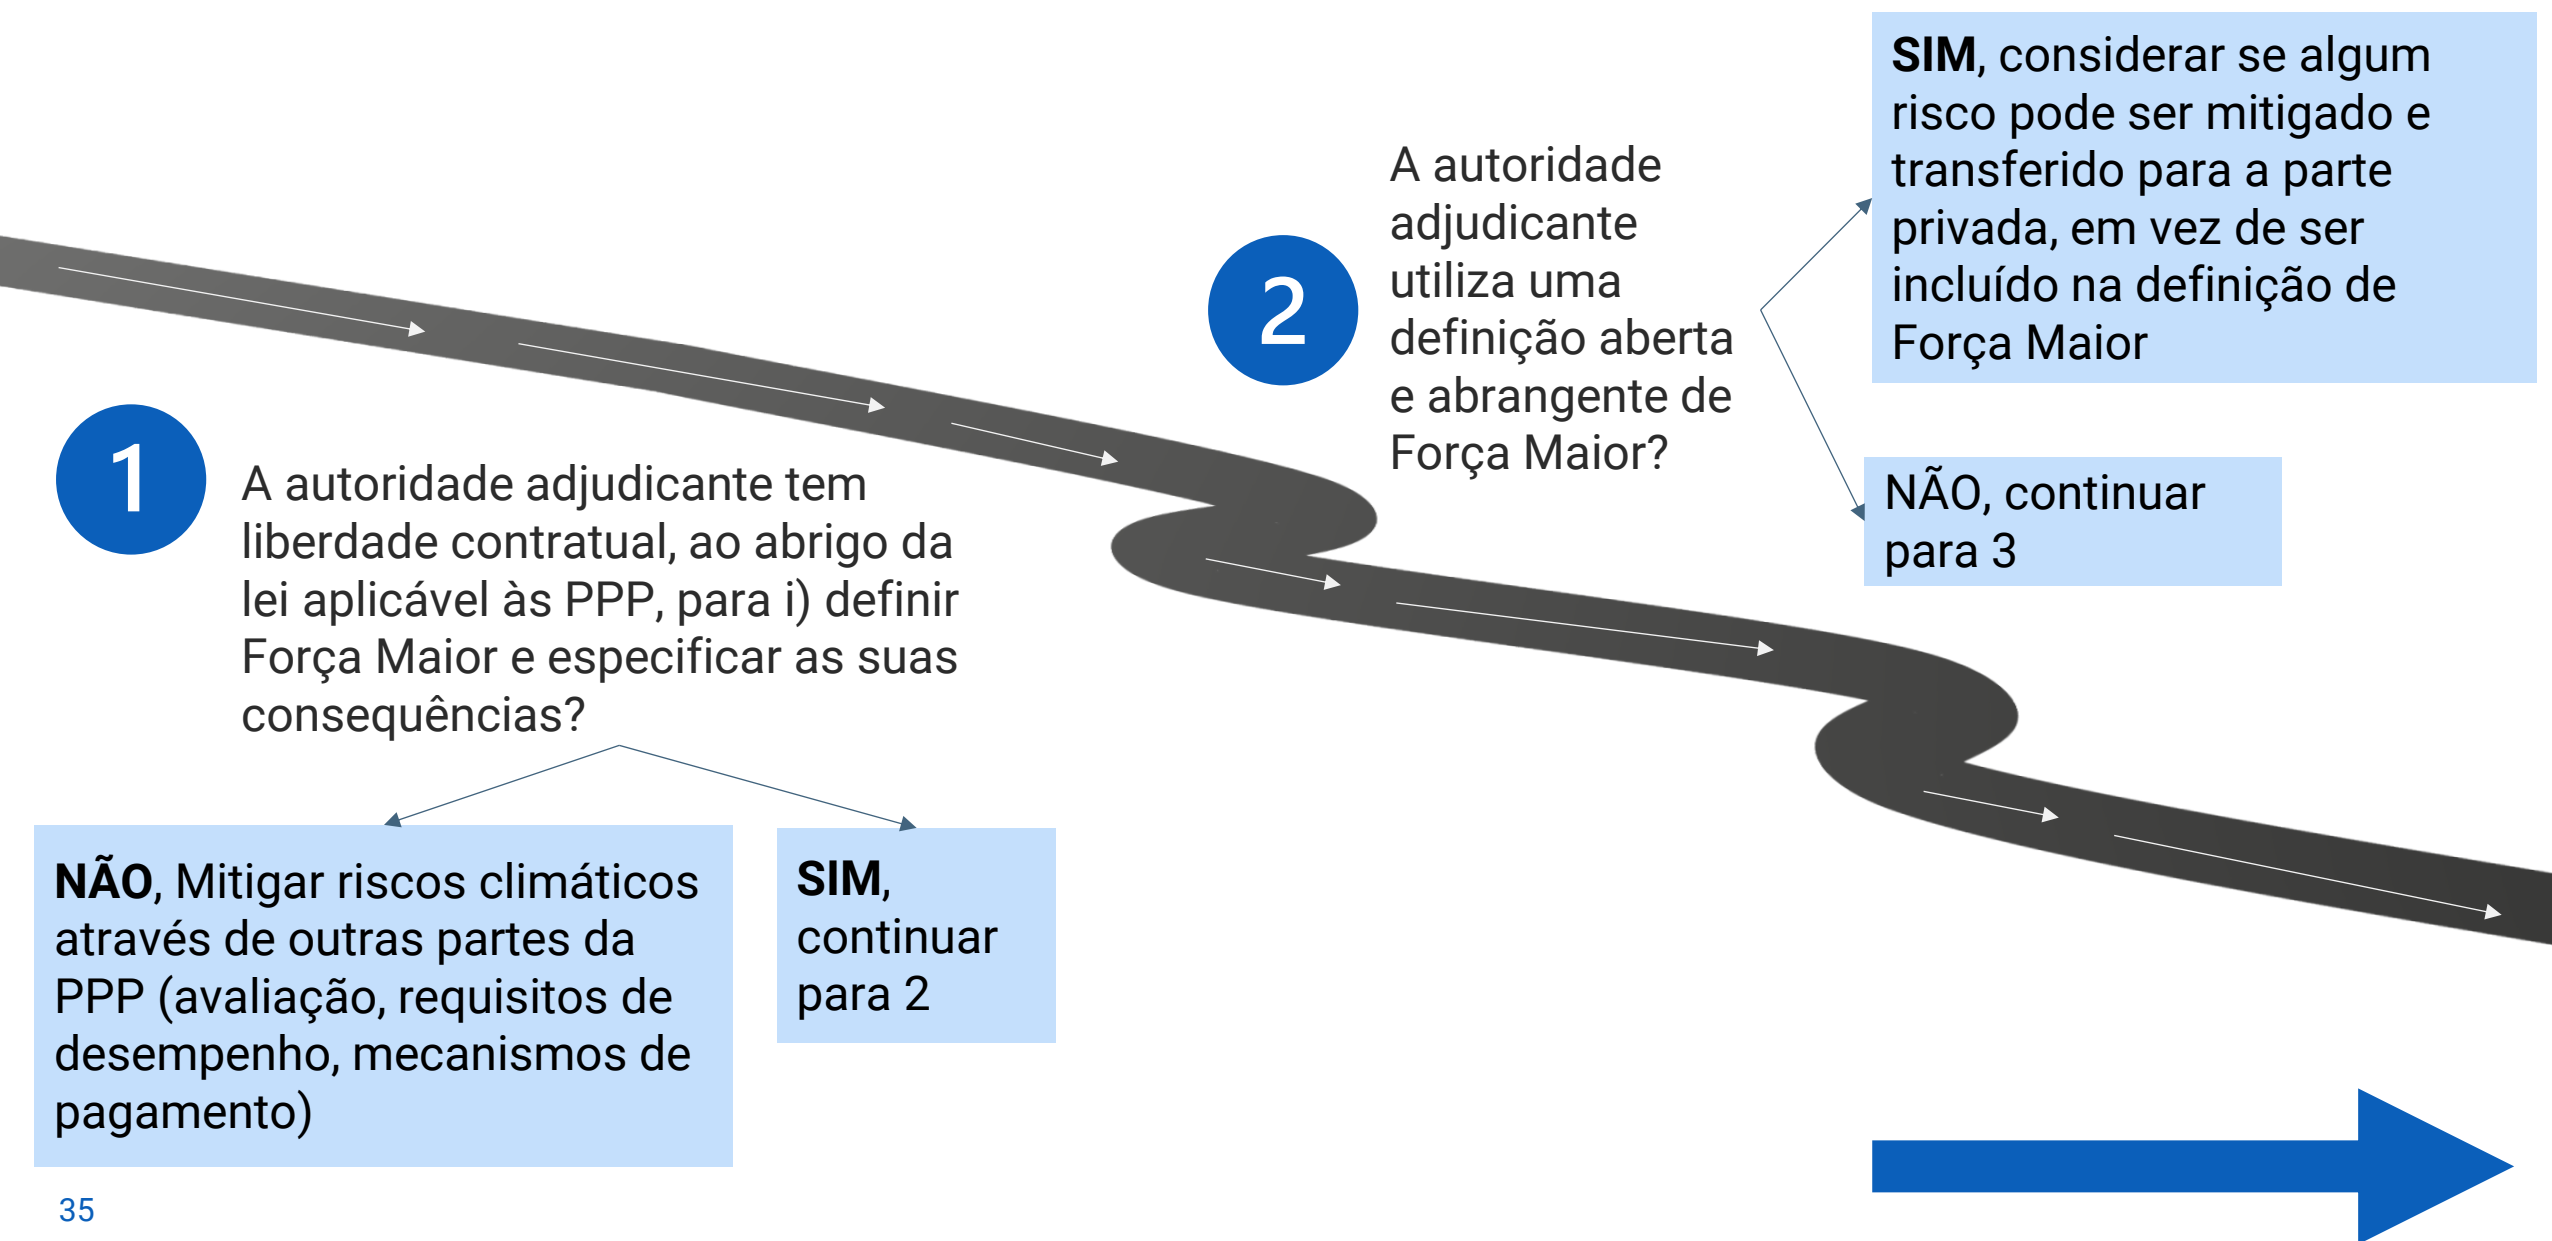 1
A autoridade adjudicante tem
liberdade contratual, ao abrigo da
lei aplicável às PPP, para i) definir
Força Maior e especificar as suas
consequências?
NÃO, Mitigar riscos climáticos
através de outras partes da
PPP (avaliação, requisitos de
desempenho, mecanismos de
pagamento)
SIM,
continuar
para 2
2
A autoridade
adjudicante
utiliza uma
definição aberta
e abrangente de
Força Maior?
SIM, considerar se algum
risco pode ser mitigado e
transferido para a parte
privada, em vez de ser
incluído na definição de
Força Maior
NÃO, continuar
para 3
35